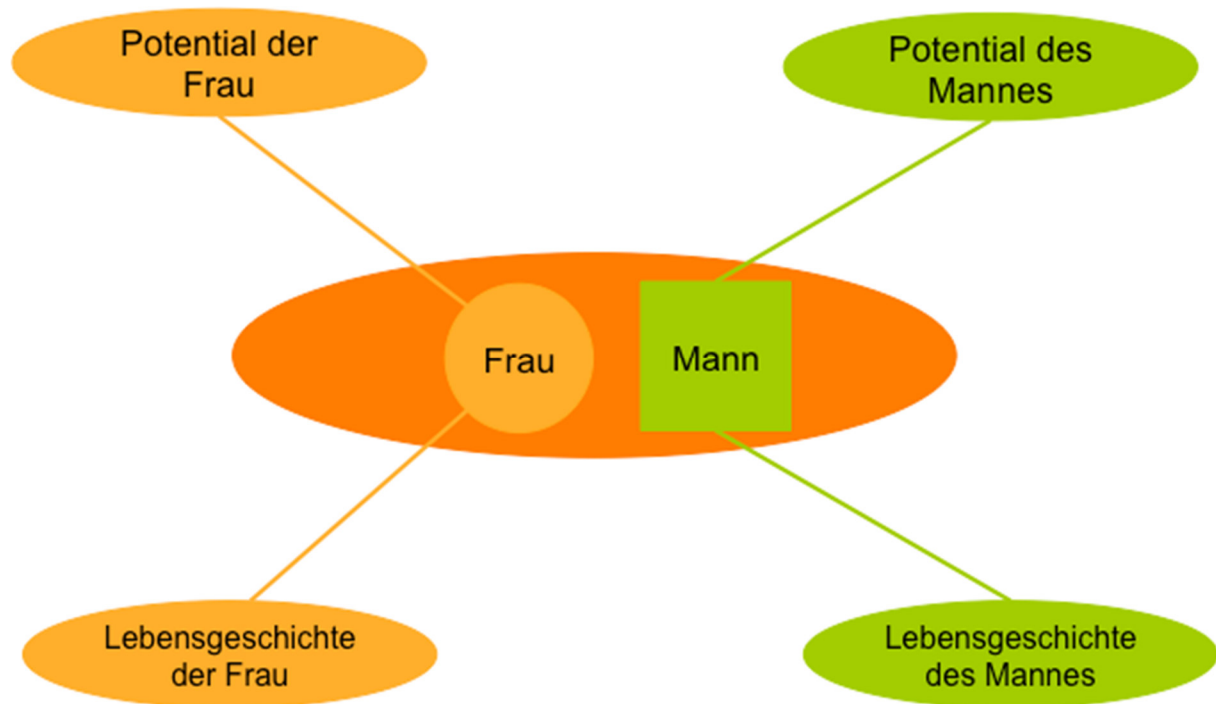 Potential der
Frau
Potential des
Mannes
Frau
Mann
Lebensgeschichte
der Frau
Lebensgeschichte
des Mannes